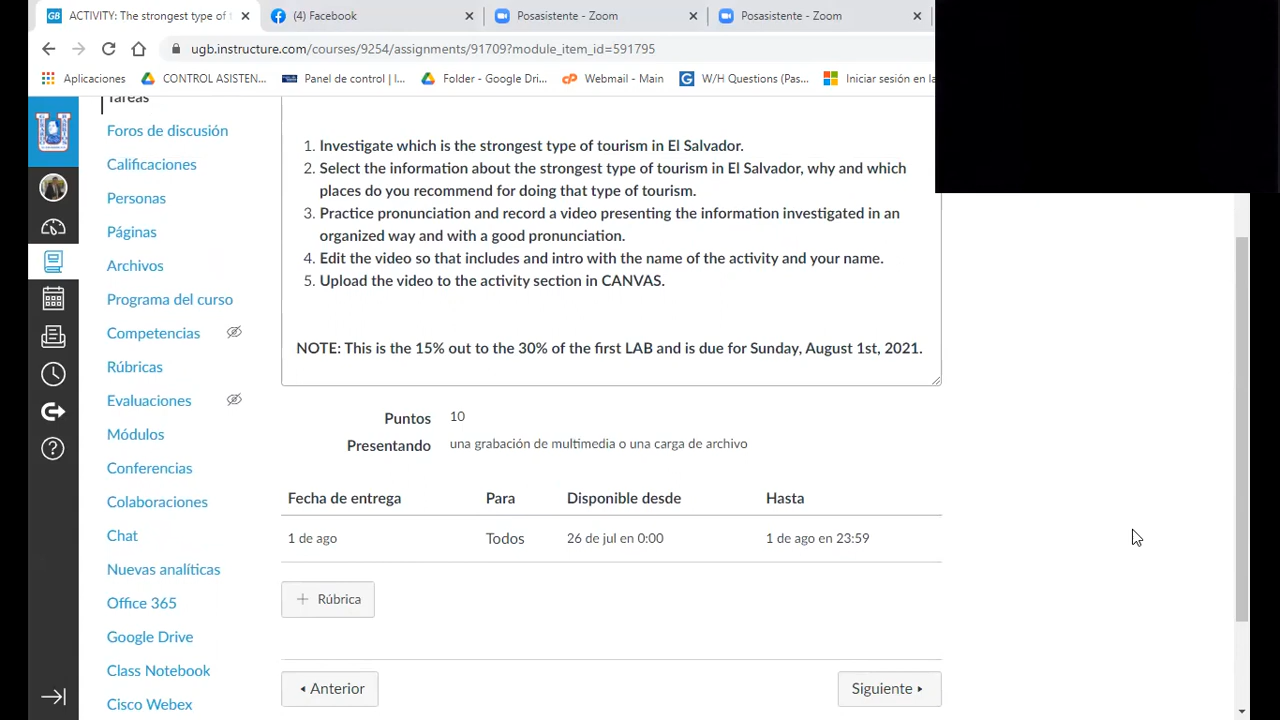 ACTIVITY: The strongest type of t
(4) Facebook
Posasistente - Zoom
Posasistente - Zoom
ugb.instructure.com/courses/9254/assignments/91709?module_item_id=591795
Aplicaciones
CONTROL ASISTEN...
Panel de control | I...
Folder - Google Dri...
Webmail - Main
W/H Questions (Pas...
Iniciar sesión en la
Tareas
Foros de discusión
Calificaciones
Personas
Páginas
Archivos
Programa del curso
Competencias
Rúbricas
Evaluaciones
Módulos
Conferencias
Colaboraciones
Chat
Nuevas analíticas
Office 365
Google Drive
Class Notebook
Cisco Webex
1. Investigate which is the strongest type of tourism in El Salvador.
2. Select the information about the strongest type of tourism in El Salvador, why and which
places do you recommend for doing that type of tourism.
3. Practice pronunciation and record a video presenting the information investigated in an
organized way and with a good pronunciation.
4. Edit the video so that includes and intro with the name of the activity and your name.
5. Upload the video to the activity section in CANVAS.
NOTE: This is the 15% out to the 30% of the first LAB and is due for Sunday, August 1st, 2021.
Puntos 10
Presentando una grabación de multimedia o una carga de archivo
Fecha de entrega Para Disponible desde Hasta
1 de ago Todos 26 de jul en 0:00 1 de ago en 23:59
+ Rúbrica
Anterior
Siguiente